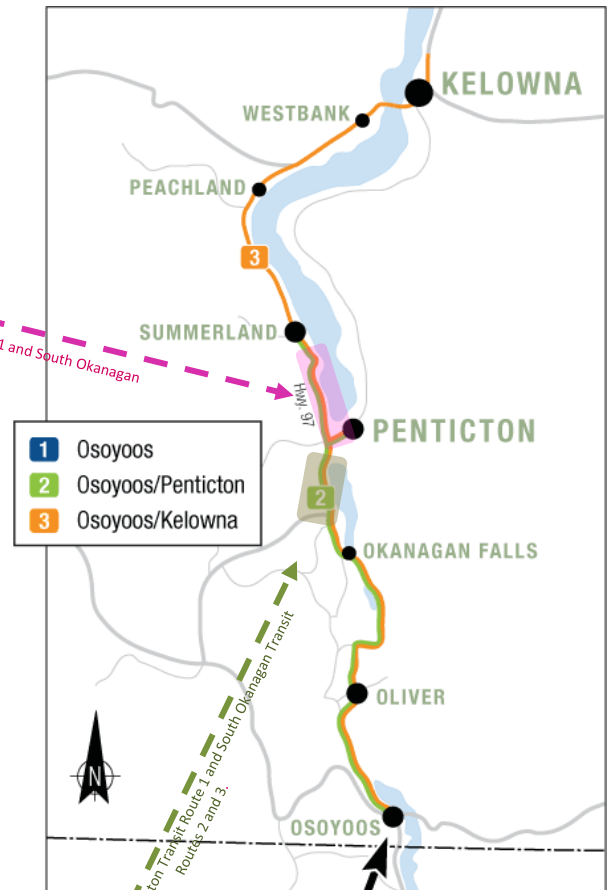 KELOWNA
WESTBANK
PEACHLAND
3
SUMMERLAND
1 and South Okanagan
Hwy. 97
PENTICTON
1 Osoyoos
2 Osoyoos/Penticton
3 Osoyoos/Kelowna
2
OKANAGAN FALLS
Transit Route 1 and South Okanagan Transit
Routes 2 and 3.
OLIVER
N
OSOYOOS